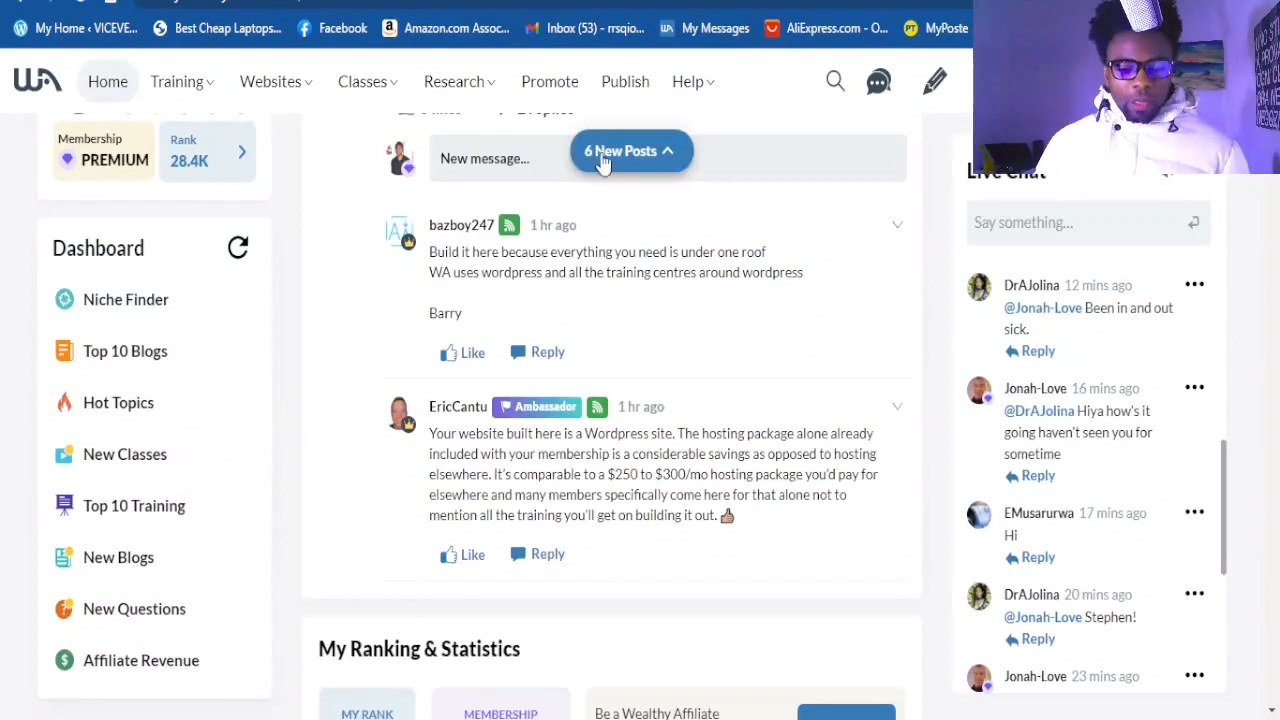 My Home ‹ VICEVE...
Best Cheap Laptops...
Facebook
Amazon.com Assoc...
Inbox (53) - rrsqio...
My Messages
AliExpress.com - O...
MyPoste
WA
Home
Training
Websites
Classes
Research
Promote
Publish
Help
Membership
PREMIUM
Rank
28.4K
New message...
6 New Posts
Dashboard
Niche Finder
Top 10 Blogs
Hot Topics
New Classes
Top 10 Training
New Blogs
New Questions
Affiliate Revenue
bazboy247
1 hr ago
Build it here because everything you need is under one roof
WA uses wordpress and all the training centres around wordpress
Barry
Like
Reply
EricCantu
Ambassador
1 hr ago
Your website built here is a Wordpress site. The hosting package alone already
included with your membership is a considerable savings as opposed to hosting
elsewhere. It's comparable to a $250 to $300/mo hosting package you'd pay for
elsewhere and many members specifically come here for that alone not to
mention all the training you'll get on building it out.
Like
Reply
My Ranking & Statistics
MY RANK
MEMBERSHIP
Be a Wealthy Affiliate
Live Chat
Say something...
DrAJolina 12 mins ago
@Jonah-Love Been in and out
sick.
Reply
Jonah-Love 16 mins ago
@DrAJolina Hiya how's it
going haven't seen you for
sometime
Reply
EMusarurwa 17 mins ago
Hi
Reply
DrAJolina 20 mins ago
@Jonah-Love Stephen!
Reply
Jonah-Love 23 mins ago